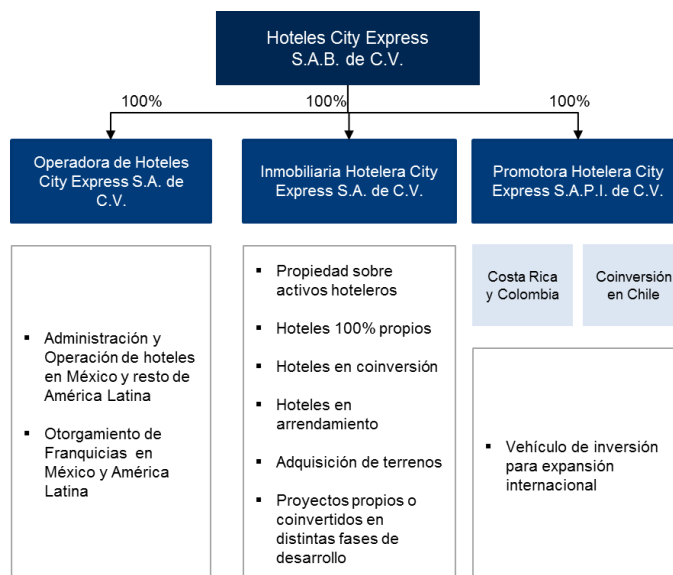 Hoteles City Express
S.A.B. de C.V.
100%
100%
100%
Operadora de Hoteles
City Express S.A. de
C.V.
Inmobiliaria Hotelera City
Express S.A. de C.V.
Promotora Hotelera City
Express S.A.P.I. de C.V.
▪ Administración y
Operación de hoteles
en México y resto de
América Latina
▪ Otorgamiento de
Franquicias en
México y América
Latina
▪ Propiedad sobre
activos hoteleros
▪ Hoteles 100% propios
▪ Hoteles en coinversión
▪ Hoteles en
arrendamiento
▪ Adquisición de terrenos
▪ Proyectos propios o
coinvertidos en
distintas fases de
desarrollo
Costa Rica
y Colombia
Coinversión
en Chile
▪ Vehículo de inversión
para expansión
internacional